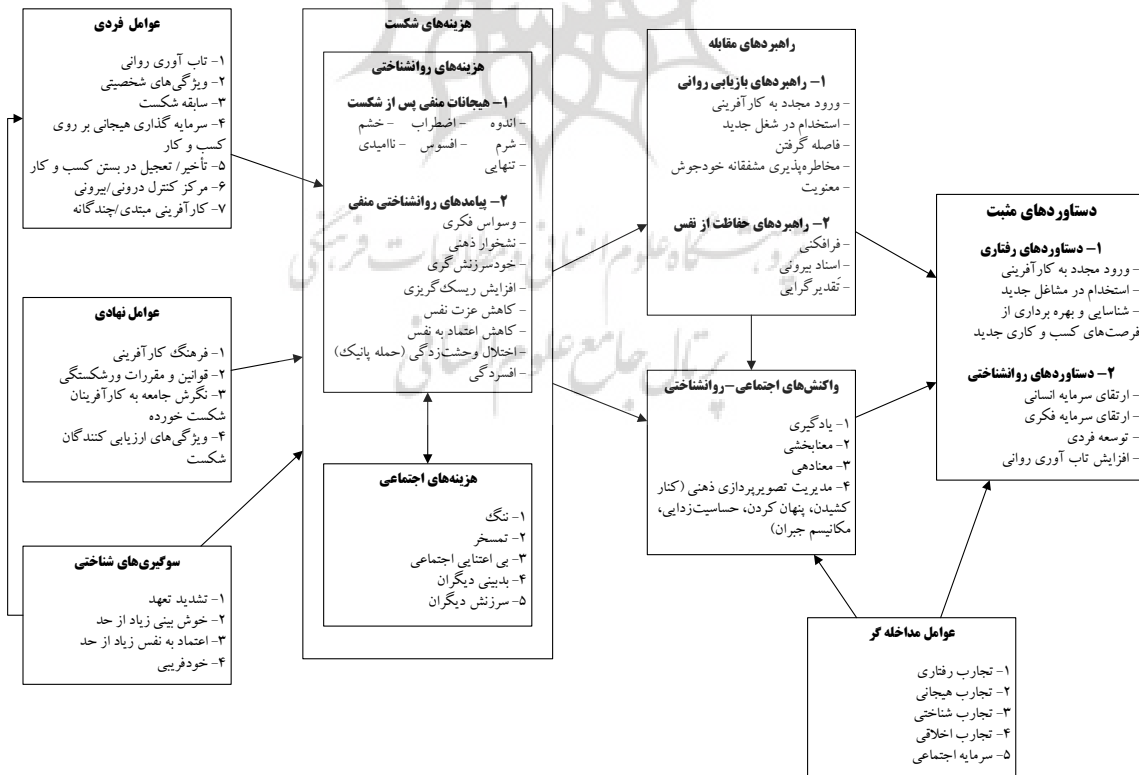 عوامل فردی
۱- تاب آوری روانی
۲- ویژگی‌های شخصیتی
۳- سابقه شکست
۴- سرمایه گذاری هیجانی بر روی
کسب و کار
۵- تأخیر/ تعجیل در بستن کسب و کار
۶- مرکز کنترل درونی/بیرونی
۷- کارآفرینی مبتدی/چندگانه
عوامل نهادی
۱- فرهنگ کارآفرینی
۲- قوانین و مقررات ورشکستگی
۳- نگرش جامعه به کارآفرینان
شکست خورده
۴- ویژگی‌های ارزیابی کنندگان
شکست
سوگیری‌های شناختی
۱- تشدید تعهد
۲- خوش بینی زیاد از حد
۳- اعتماد به نفس زیاد از حد
۴- خودفریبی
هزینه‌های شکست
هزینه‌های روانشناختی
۱- هیجانات منفی پس از شکست
- اندوه - اضطراب - خشم
- شرم - افسوس - ناامیدی
- تنهایی
۲- پیامدهای روانشناختی منفی
- وسواس فکری
- نشخوار ذهنی
- خودسرزنش‌گری
- افزایش ریسک‌گریزی
- کاهش عزت نفس
- کاهش اعتماد به نفس
- اختلال وحشت‌زدگی (حمله پانیک)
- افسردگی
هزینه‌های اجتماعی
۱- ننگ
۲- تمسخر
۳- بی اعتنایی اجتماعی
۴- بدبینی دیگران
۵- سرزنش دیگران
راهبردهای مقابله
۱- راهبردهای بازیابی روانی
- ورود مجدد به کارآفرینی
- استخدام در شغل جدید
- فاصله گرفتن
- مخاطره‌پذیری مشفقانه خودجوش
- معنویت
۲- راهبردهای حفاظت از نفس
- فرافکنی
- اسناد بیرونی
- تقدیرگرایی
واکنش‌های اجتماعی-روانشناختی
۱- یادگیری
۲- معنابخشی
۳- معنادهی
۴- مدیریت تصویرپردازی ذهنی (کنار
کشیدن، پنهان کردن، حساسیت‌زدایی،
مکانیسم جبران)
دستاوردهای مثبت
۱- دستاوردهای رفتاری
- ورود مجدد به کارآفرینی
- استخدام در مشاغل جدید
- شناسایی و بهره برداری از
فرصت‌های کسب و کاری جدید
۲- دستاوردهای روانشناختی
- ارتقای سرمایه انسانی
- ارتقای سرمایه فکری
- توسعه فردی
- افزایش تاب آوری روانی
عوامل مداخله گر
۱- تجارب رفتاری
۲- تجارب هیجانی
۳- تجارب شناختی
۴- تجارب اخلاقی
۵- سرمایه اجتماعی
پژوهشگاه علوم انسانی و مطالعات فرهنگی
پرتال جامع علوم انسانی